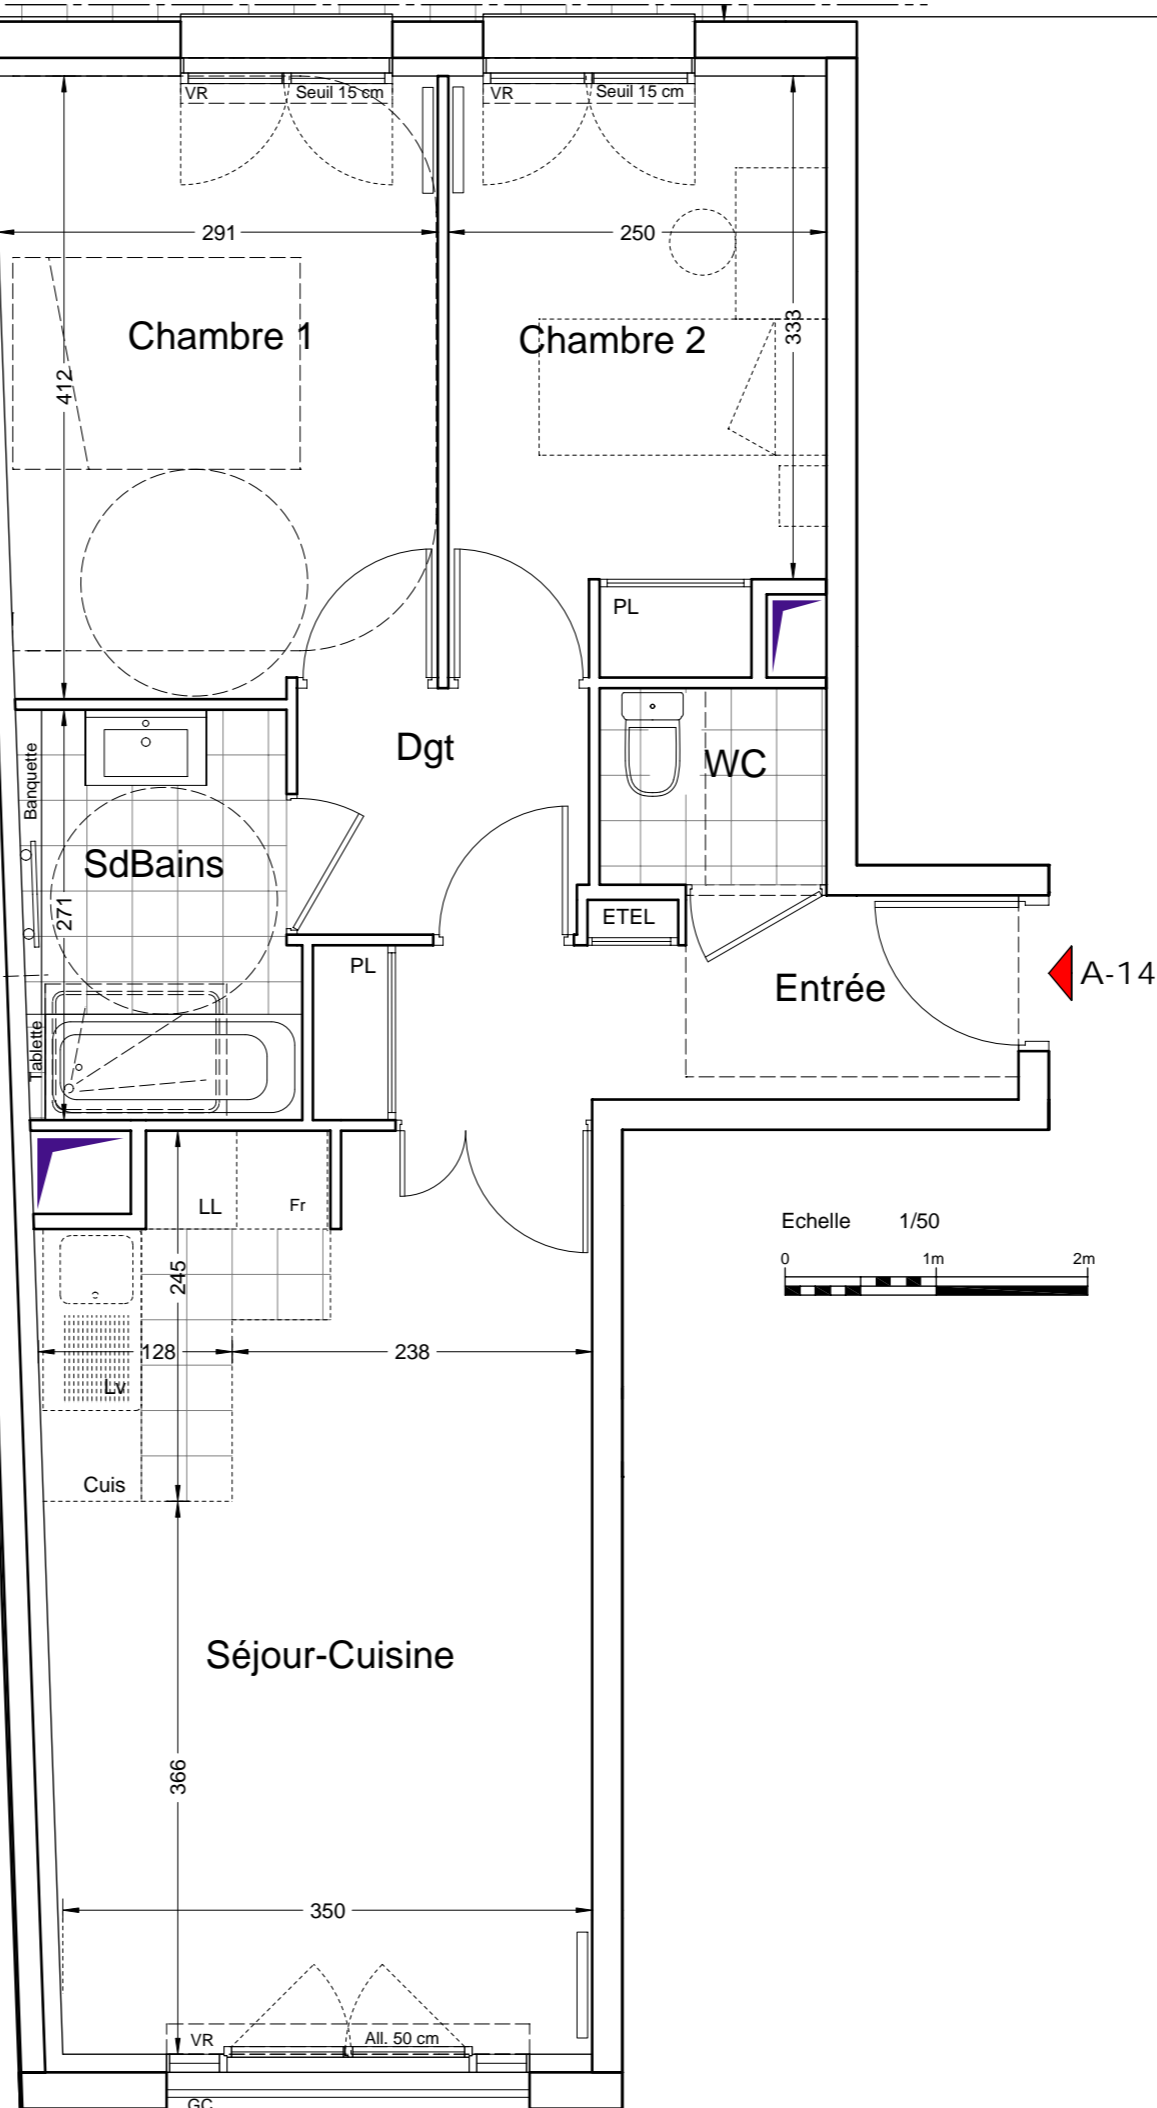 VR
Seuil 15 cm
VR
Seuil 15 cm
291
250
Chambre 1
Chambre 2
333
412
PL
Dgt
WC
Banquette
SdBains
271
ETEL
PL
Entrée
A-14
Tablette
LL
Fr
Echelle 1/50
0 1m 2m
245
128
238
Lv
Cuis
Séjour-Cuisine
366
350
VR
All. 50 cm
GC